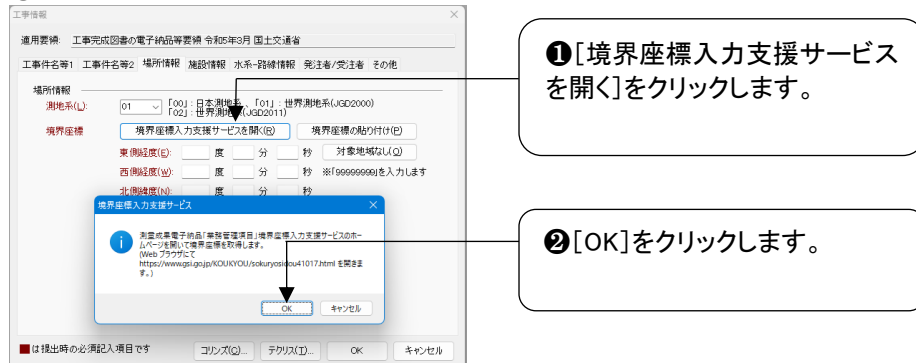 工事情報
適用要領: 工事完成図書の電子納品等要領 令和5年3月 国土交通省
工事件名等1 工事件名等2 場所情報 施設情報 水系-路線情報 発注者/受注者 その他
場所情報
測地系(L): 01 「00」: 日本測地系、「01」: 世界測地系(JGD2000)
「02」: 世界測地系(JGD2011)
境界座標 境界座標入力支援サービスを開く(R) 境界座標の貼り付け(P)
東側経度(E): 度 分 秒 対象地域なし(O)
西側経度(W): 度 分 秒 ※「99999999」を入力します
北側緯度(N): 度 分 秒
境界座標入力支援サービス
測量成果電子納品「業務管理項目」境界座標入力支援サービスのホー
ムページを開いて境界座標を取得します。
(Web ブラウザにて
https://www.gsi.go.jp/KOUKYOU/sokuryosidou41017.html を開きま
す。)
OK キャンセル
■は提出時の必須記入項目です コリンズ(C)... テクリス(T)... OK キャンセル
❶[境界座標入力支援サービス
を開く]をクリックします。
❷[OK]をクリックします。